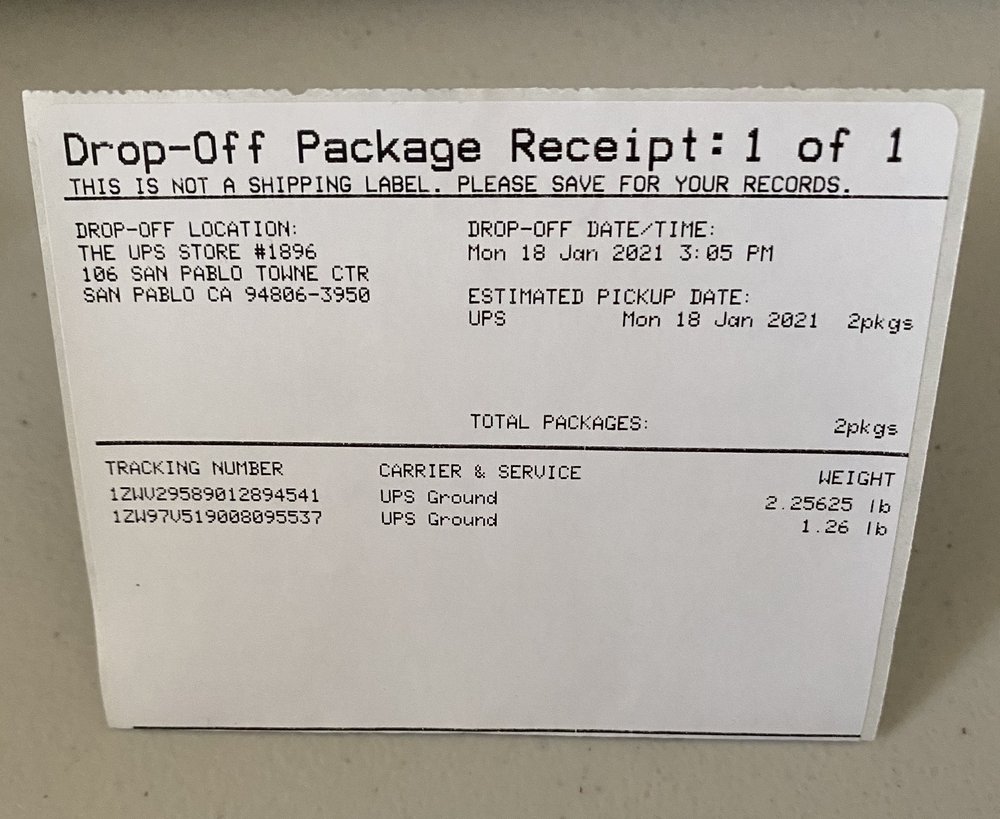 Drop-Off Package Receipt: 1 of 1
THIS IS NOT A SHIPPING LABEL. PLEASE SAVE FOR YOUR RECORDS.
DROP-OFF LOCATION:
THE UPS STORE #1896
106 SAN PABLO TOWNE CTR
SAN PABLO CA 94806-3950
DROP-OFF DATE/TIME:
Mon 18 Jan 2021 3:05 PM
ESTIMATED PICKUP DATE:
UPS Mon 18 Jan 2021 2pkgs
TOTAL PACKAGES: 2pkgs
TRACKING NUMBER CARRIER & SERVICE WEIGHT
1ZWV29589012894541 UPS Ground 2.25625 lb
1ZW97V519008095537 UPS Ground 1.26 lb